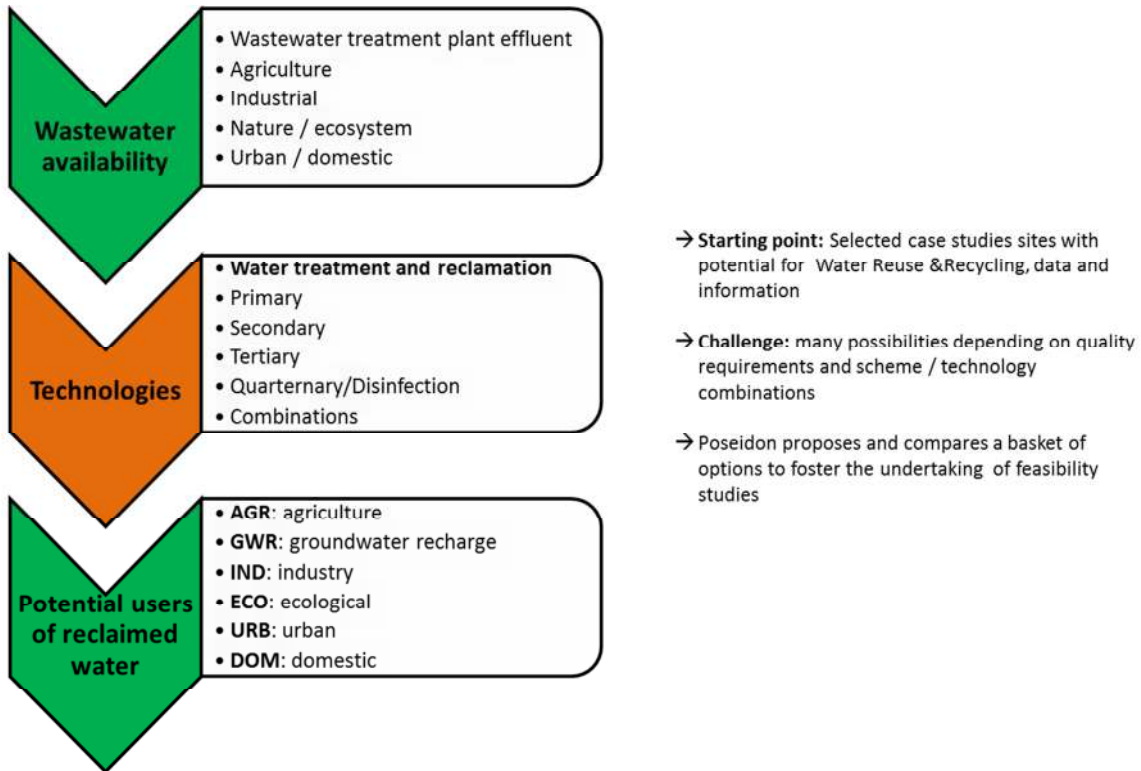 Wastewater
availability
• Wastewater treatment plant effluent
• Agriculture
• Industrial
• Nature / ecosystem
• Urban / domestic
Technologies
• Water treatment and reclamation
• Primary
• Secondary
• Tertiary
• Quarternary/Disinfection
• Combinations
Potential users
of reclaimed
water
• AGR: agriculture
• GWR: groundwater recharge
• IND: industry
• ECO: ecological
• URB: urban
• DOM: domestic
→ Starting point: Selected case studies sites with
potential for Water Reuse &Recycling, data and
information
→ Challenge: many possibilities depending on quality
requirements and scheme / technology
combinations
→ Poseidon proposes and compares a basket of
options to foster the undertaking of feasibility
studies